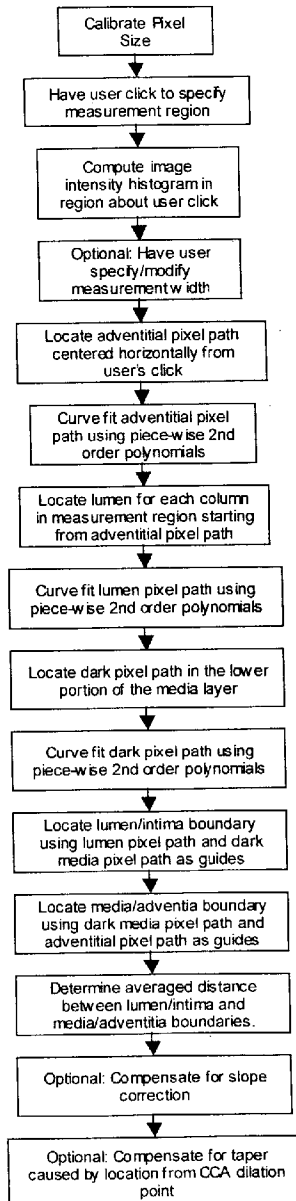 Calibrate Pixel
Size
Have user click to specify
measurement region
Compute image
intensity histogram in
region about user click
Optional: Have user
specify/modify
measurement width
Locate adventitial pixel path
centered horizontally from
user's click
Curve fit adventitial pixel
path using piece-wise 2nd
order polynomials
Locate lumen for each column
in measurement region starting
from adventitial pixel path
Curve fit lumen pixel path using
piece-wise 2nd order polynomials
Locate dark pixel path in the lower
portion of the media layer
Curve fit dark pixel path using
piece-wise 2nd order polynomials
Locate lumen/intima boundary
using lumen pixel path and dark
media pixel path as guides
Locate media/adventia boundary
using dark media pixel path and
adventitial pixel path as guides
Determine averaged distance
between lumen/intima and
media/adventitia boundaries.
Optional: Compensate for slope
correction
Optional: Compensate for taper
caused by location from CCA dilation
point